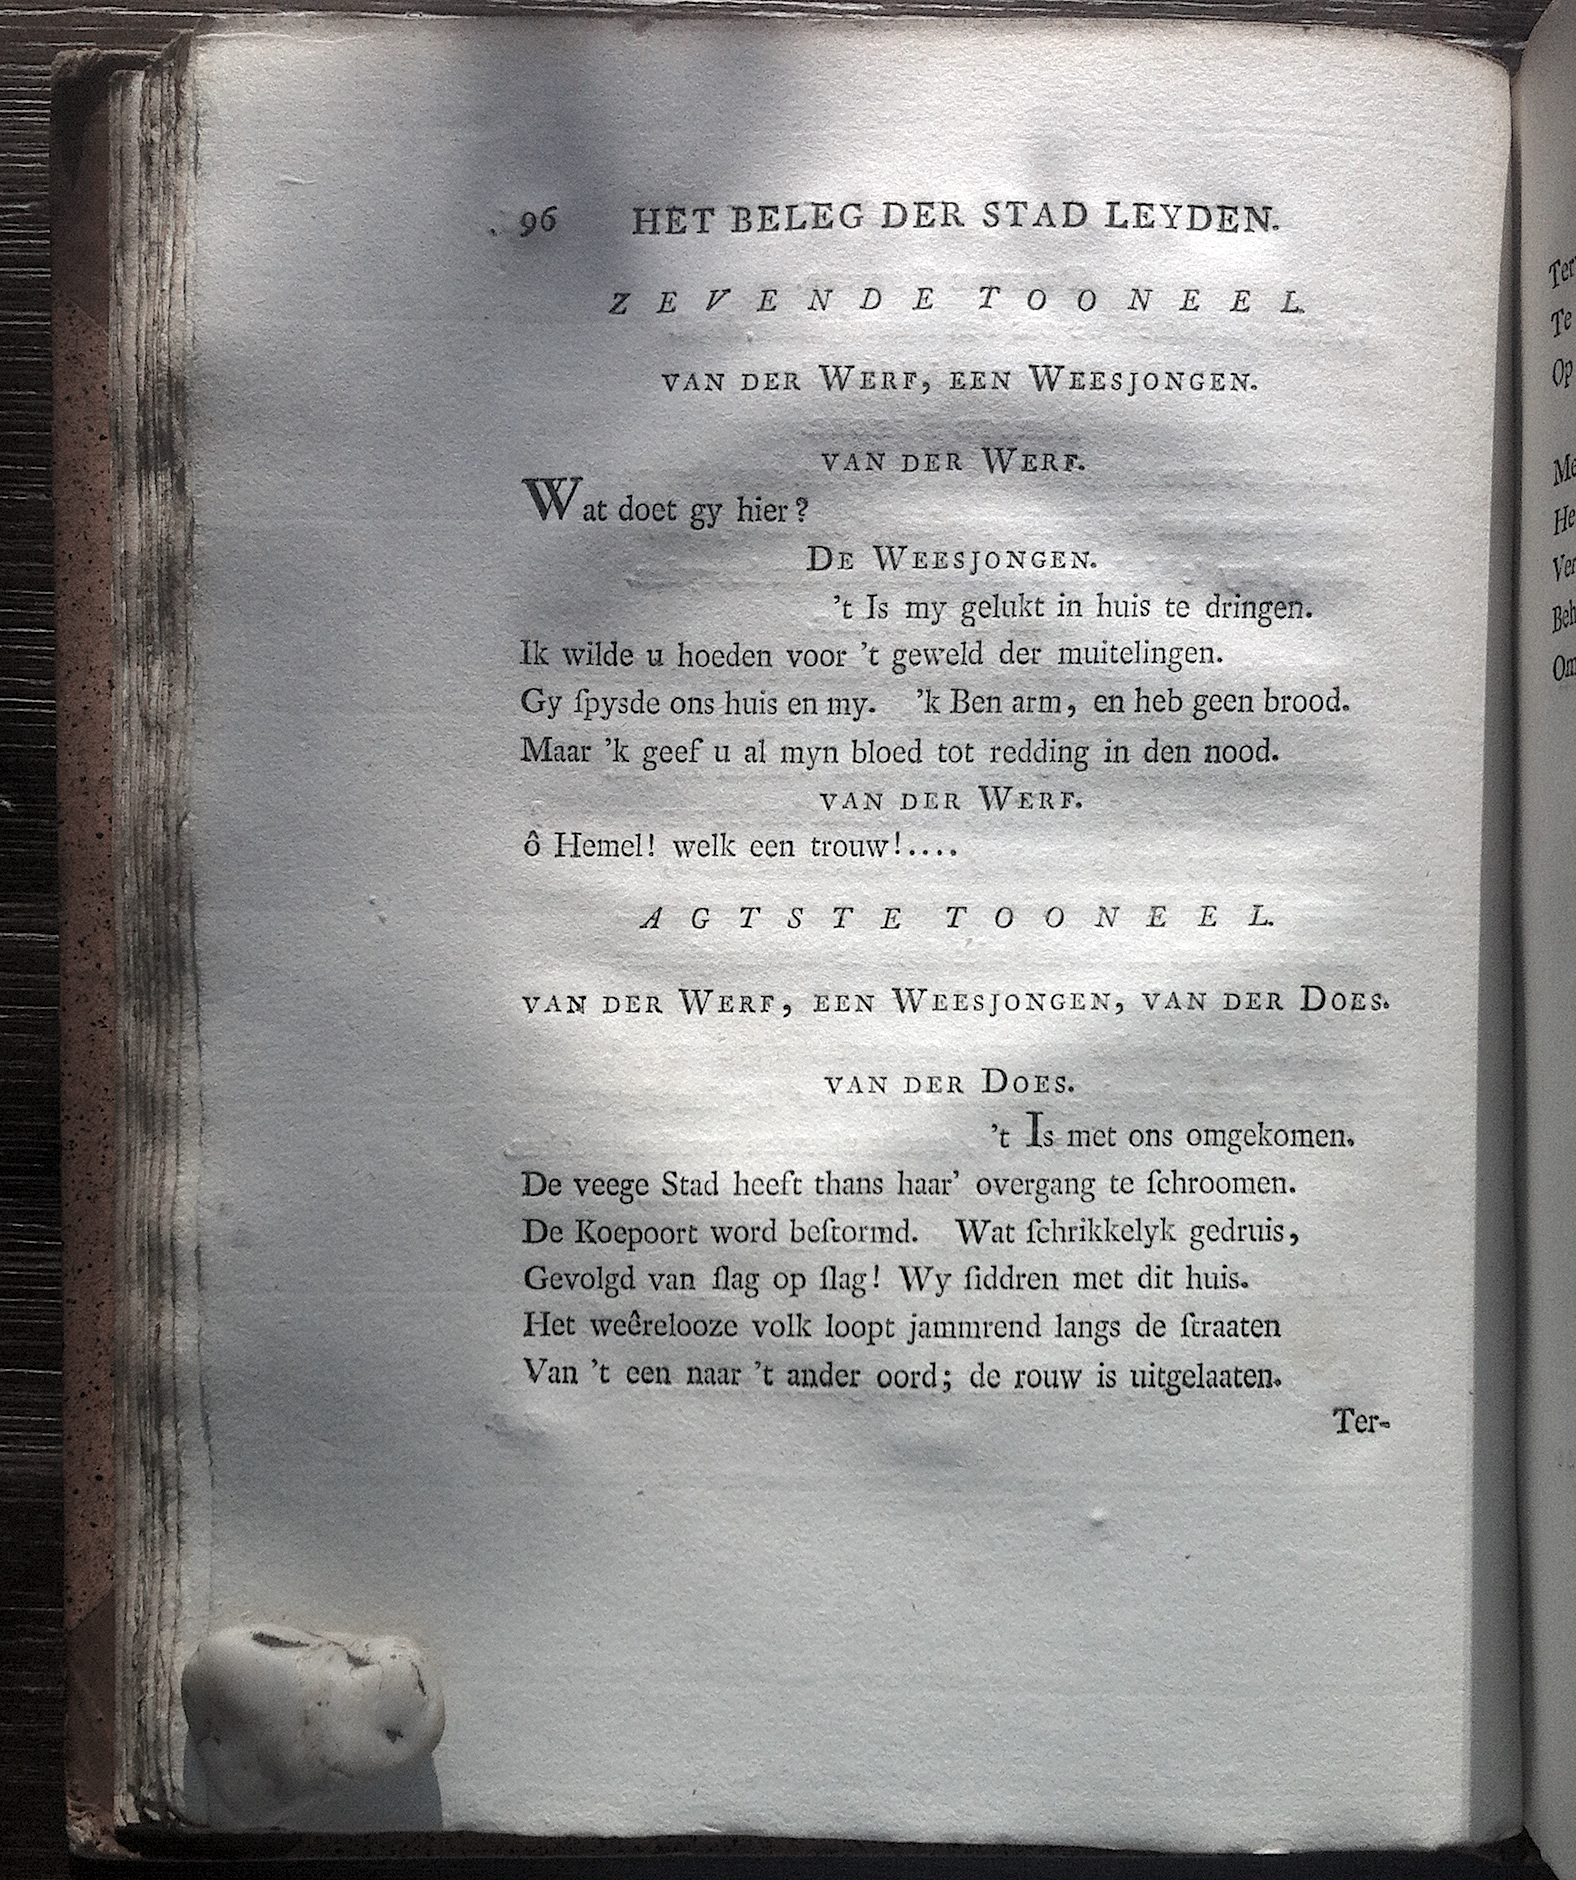 96 HET BELEG DER STAD LEYDEN.
ZEVENDE TOONEEL.
VAN DER WERF, EEN WEESJONGEN.
VAN DER WERF.
Wat doet gy hier?
DE WEESJONGEN.
't Is my gelukt in huis te dringen.
Ik wilde u hoeden voor 't geweld der muitelingen.
Gy ſpysde ons huis en my. 'k Ben arm, en heb geen brood.
Maar 'k geef u al myn bloed tot redding in den nood.
VAN DER WERF.
ô Hemel! welk een trouw!....
AGTSTE TOONEEL.
VAN DER WERF, EEN WEESJONGEN, VAN DER DOES.
VAN DER DOES.
't Is met ons omgekomen.
De veege Stad heeft thans haar' overgang te ſchroomen.
De Koepoort word beſtormd. Wat ſchrikkelyk gedruis,
Gevolgd van ſlag op ſlag! Wy ſiddren met dit huis.
Het weêrelooze volk loopt jammrend langs de ſtraaten
Van 't een naar 't ander oord; de rouw is uitgelaaten.
Ter-
Te
Op